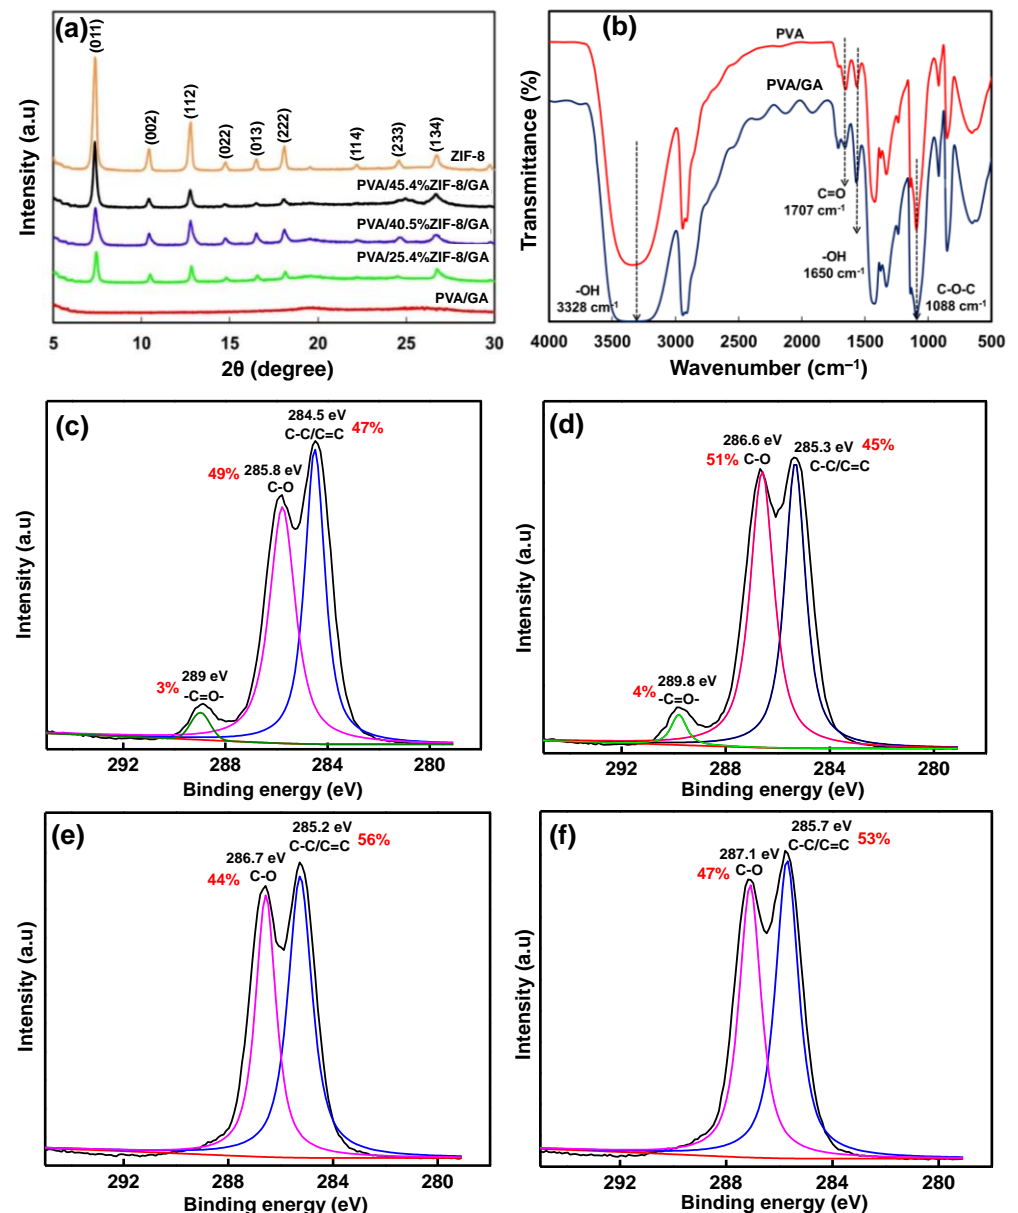 (a)
(011)
(002)
(112)
(022)
(013)
(222)
(114)
(233)
(134)
ZIF-8
PVA/45.4%ZIF-8/GA
PVA/40.5%ZIF-8/GA
PVA/25.4%ZIF-8/GA
PVA/GA
Intensity (a.u)
5 10 15 20 25 30
2θ (degree)
(b)
PVA
PVA/GA
C=O
1707 cm⁻¹
-OH
1650 cm⁻¹
-OH
3328 cm⁻¹
C-O-C
1088 cm⁻¹
Transmittance (%)
4000 3500 3000 2500 2000 1500 1000 500
Wavenumber (cm⁻¹)
(c)
284.5 eV
C-C/C=C
47%
49%
285.8 eV
C-O
289 eV
3%
-C=O-
Intensity (a.u)
292 288 284 280
Binding energy (eV)
(d)
286.6 eV
51%
C-O
285.3 eV
45%
C-C/C=C
289.8 eV
4%
-C=O-
Intensity (a.u)
292 288 284 280
Binding energy (eV)
(e)
285.2 eV
C-C/C=C
56%
286.7 eV
44%
C-O
Intensity (a.u)
292 288 284 280
Binding energy (eV)
(f)
285.7 eV
C-C/C=C
53%
287.1 eV
47%
C-O
Intensity (a.u)
292 288 284 280
Binding energy (eV)